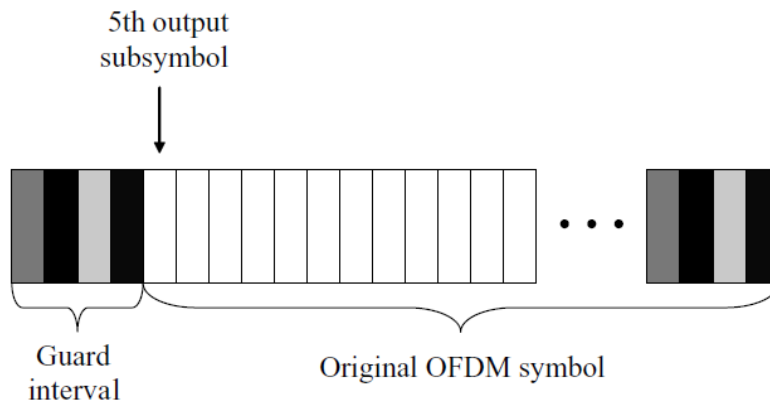 5th output
subsymbol
Guard
interval
Original OFDM symbol